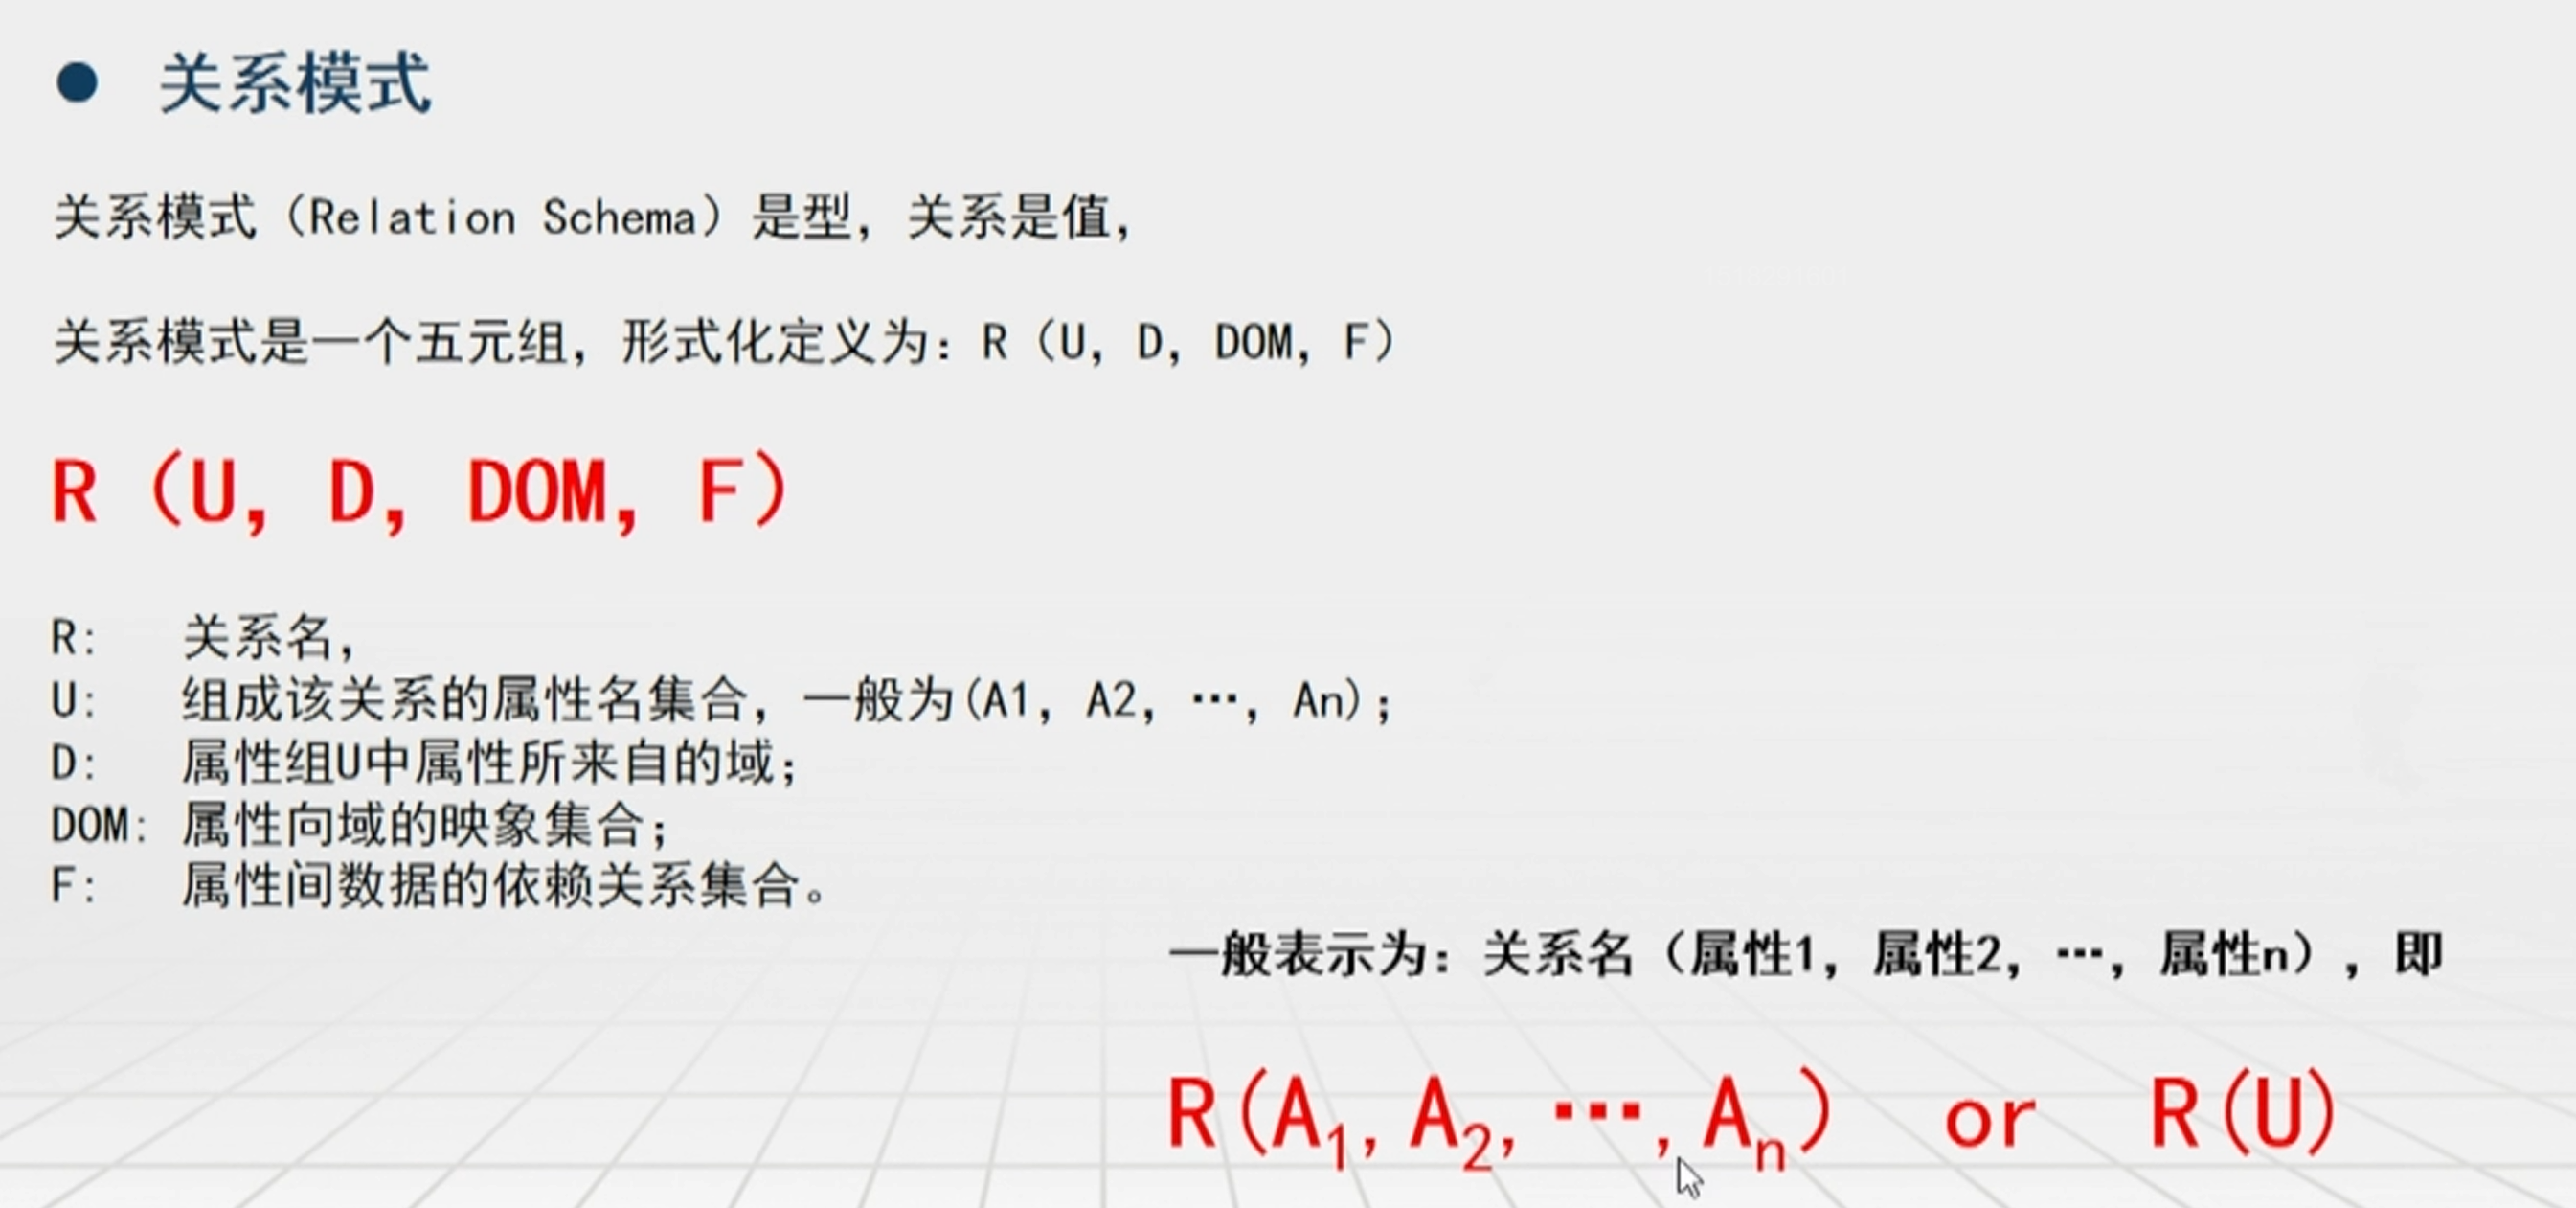 ● 关系模式
关系模式（Relation Schema）是型，关系是值，
关系模式是一个五元组，形式化定义为：R（U，D，DOM，F）
R（U，D，DOM，F）
R： 关系名，
U： 组成该关系的属性名集合，一般为(A1，A2，…，An)；
D： 属性组U中属性所来自的域；
DOM： 属性向域的映象集合；
F： 属性间数据的依赖关系集合。
一般表示为：关系名（属性1，属性2，…，属性n），即
R(A₁,A₂,…,Aₙ) or R(U)